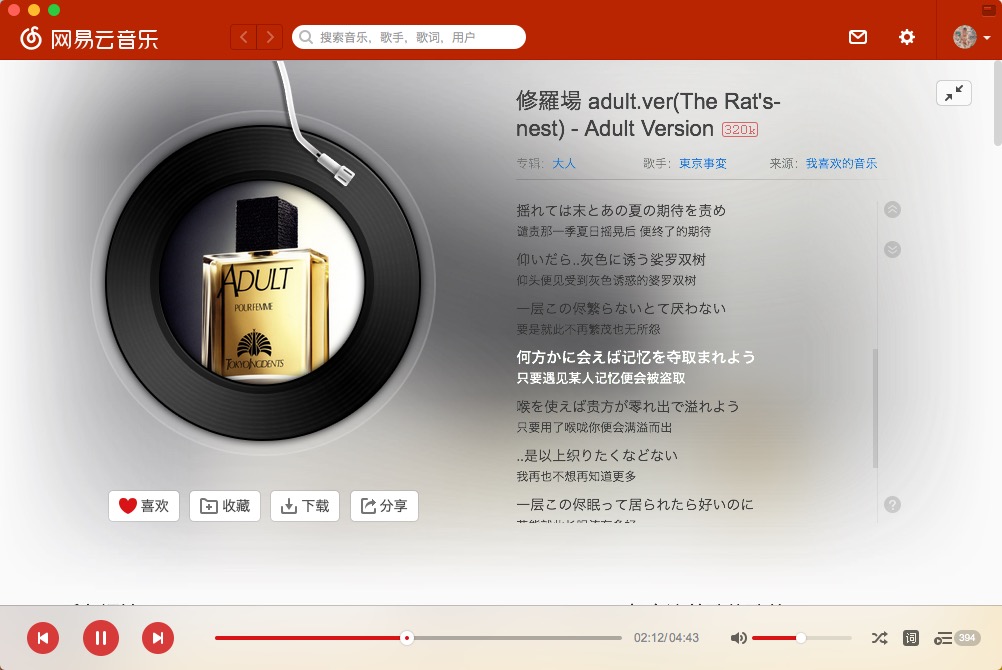 网易云音乐
搜索音乐，歌手，歌词，用户
修羅場 adult.ver(The Rat's-
nest) - Adult Version 320k
专辑：大人 歌手：東京事変 来源：我喜欢的音乐
ADULT
POUR FEMME
TOKYO INCIDENTS
揺れては末とあの夏の期待を责め
谴责那一季夏日摇晃后 便终了的期待
仰いだら..灰色に诱う娑罗双树
仰头便见受到灰色诱惑的婆罗双树
一层この侭繁らないとて厌わない
要是就此不再繁茂也无所怨
何方かに会えば记忆を夺取まれよう
只要遇见某人记忆便会被盗取
喉を使えば贵方が零れ出で溢れよう
只要用了喉咙你便会满溢而出
..是以上织りたくなどない
我再也不想再知道更多
一层この侭眠って居られたら好いのに
喜欢
收藏
下载
分享
02:12/04:43
词
394